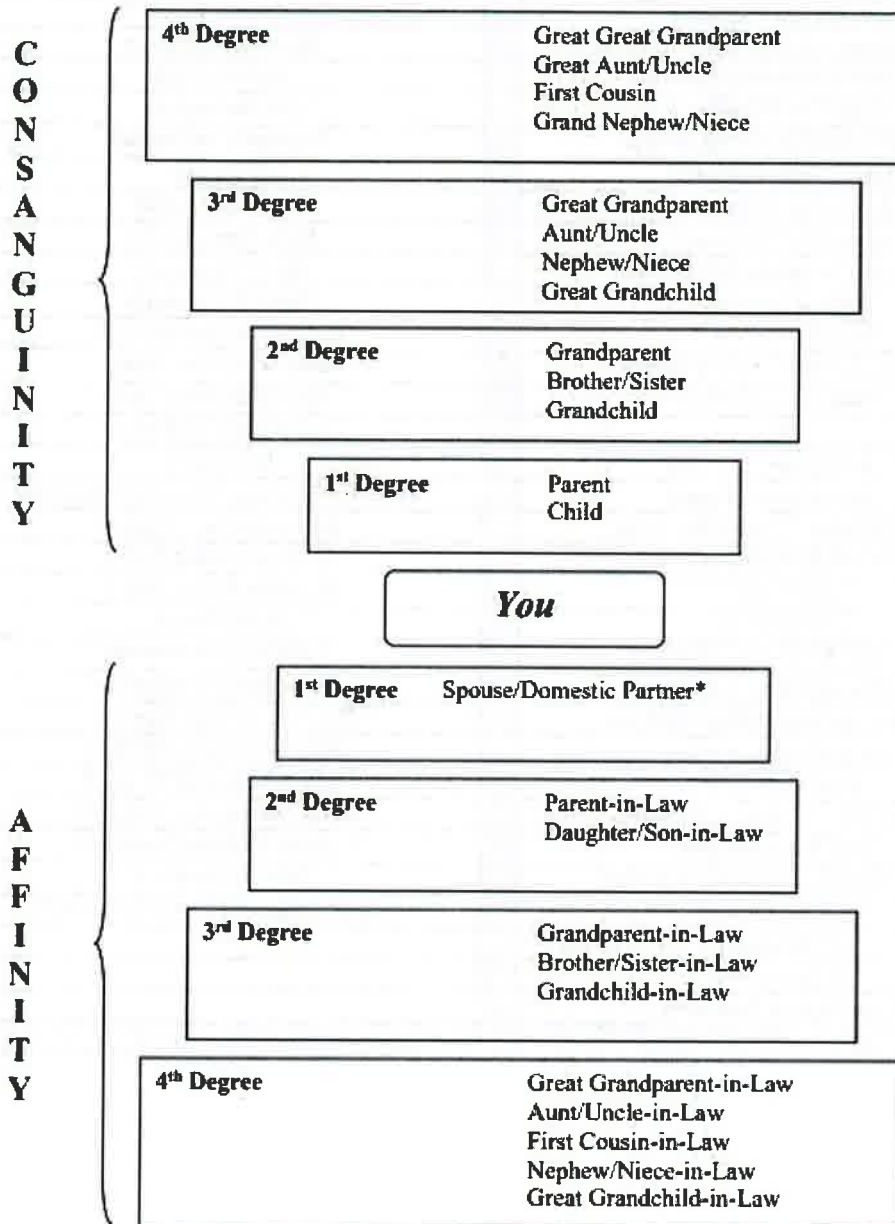 CONSANGUINITY
4th Degree Great Great Grandparent
Great Aunt/Uncle
First Cousin
Grand Nephew/Niece
3rd Degree Great Grandparent
Aunt/Uncle
Nephew/Niece
Great Grandchild
2nd Degree Grandparent
Brother/Sister
Grandchild
1st Degree Parent
Child
You
AFFINITY
1st Degree Spouse/Domestic Partner*
2nd Degree Parent-in-Law
Daughter/Son-in-Law
3rd Degree Grandparent-in-Law
Brother/Sister-in-Law
Grandchild-in-Law
4th Degree Great Grandparent-in-Law
Aunt/Uncle-in-Law
First Cousin-in-Law
Nephew/Niece-in-Law
Great Grandchild-in-Law